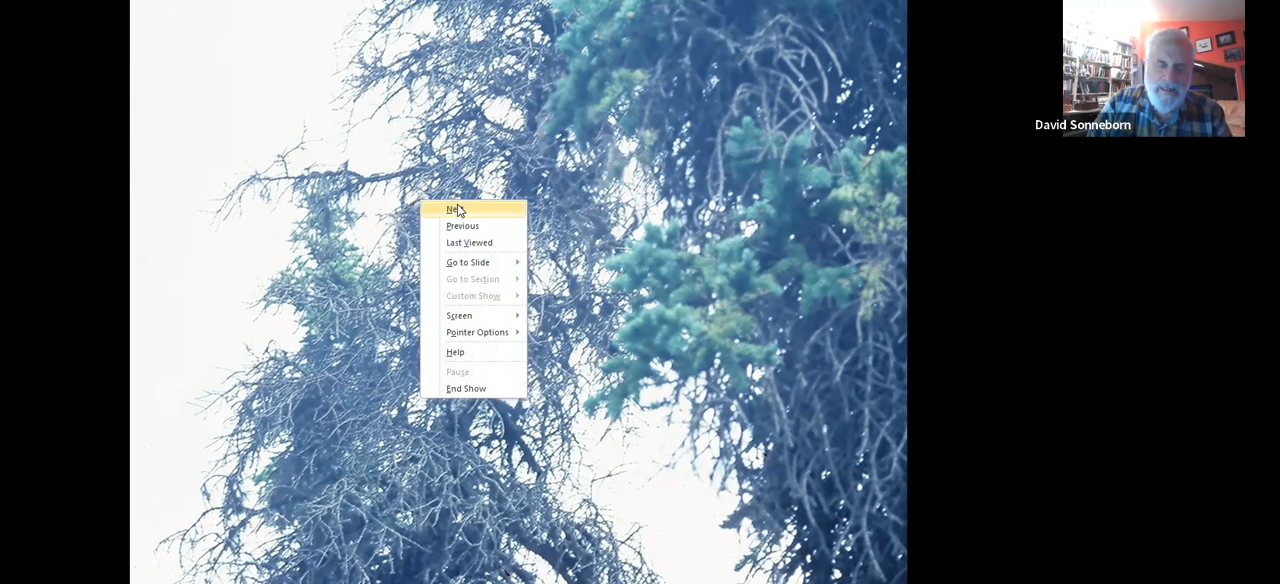 Previous
Last Viewed
Go to Slide
Go to Section
Custom Show
Screen
Pointer Options
Help
Pause
End Show
David Sonneborn